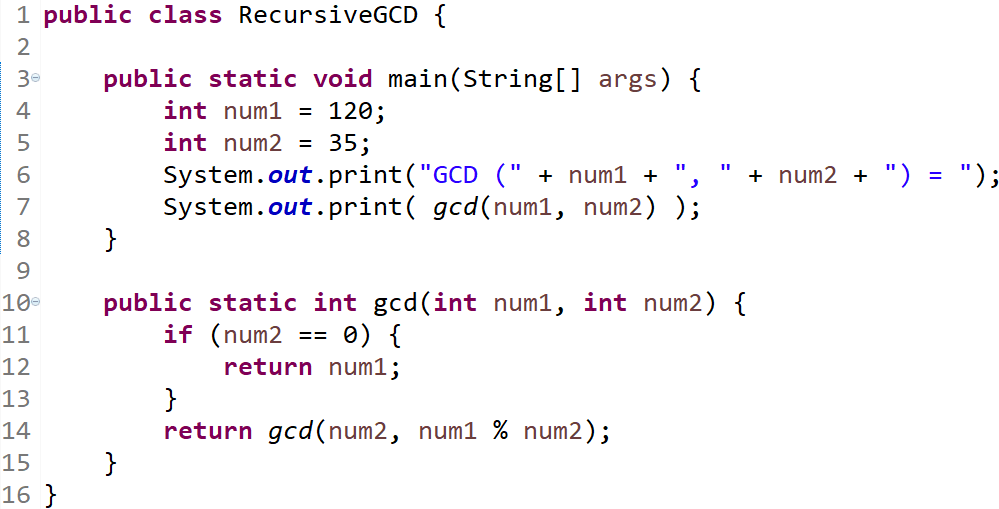 1 public class RecursiveGCD {
2
3 public static void main(String[] args) {
4 int num1 = 120;
5 int num2 = 35;
6 System.out.print("GCD (" + num1 + ", " + num2 + ") = ");
7 System.out.print( gcd(num1, num2) );
8 }
9
10 public static int gcd(int num1, int num2) {
11 if (num2 == 0) {
12 return num1;
13 }
14 return gcd(num2, num1 % num2);
15 }
16 }